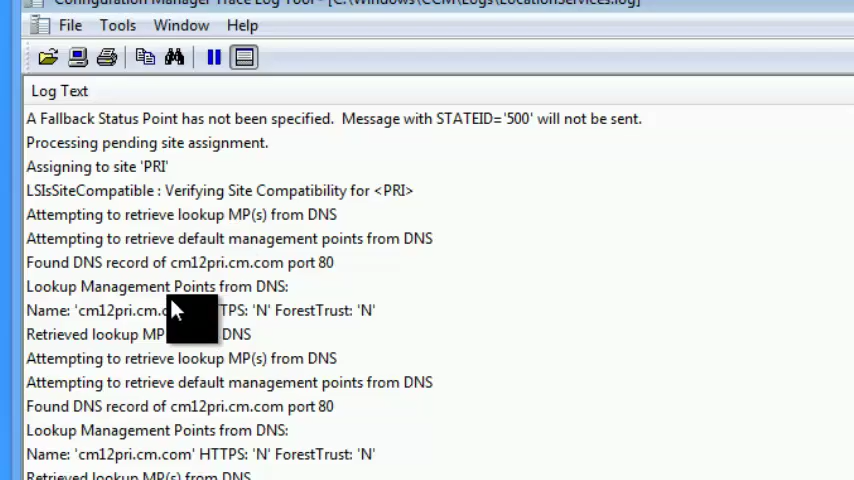 Configuration Manager Trace Log Tool - [C:\Windows\CCM\Logs\LocationServices.log]
File Tools Window Help
Log Text
A Fallback Status Point has not been specified. Message with STATEID='500' will not be sent.
Processing pending site assignment.
Assigning to site 'PRI'
LSIsSiteCompatible : Verifying Site Compatibility for <PRI>
Attempting to retrieve lookup MP(s) from DNS
Attempting to retrieve default management points from DNS
Found DNS record of cm12pri.cm.com port 80
Lookup Management Points from DNS:
Name: 'cm12pri.cm.c TPS: 'N' ForestTrust: 'N'
Retrieved lookup MP DNS
Attempting to retrieve lookup MP(s) from DNS
Attempting to retrieve default management points from DNS
Found DNS record of cm12pri.cm.com port 80
Lookup Management Points from DNS:
Name: 'cm12pri.cm.com' HTTPS: 'N' ForestTrust: 'N'
Retrieved lookup MP(s) from DNS